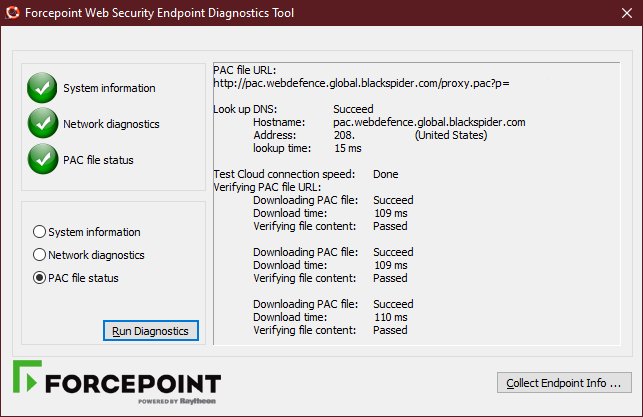 Forcepoint Web Security Endpoint Diagnostics Tool
System information
Network diagnostics
PAC file status
System information
Network diagnostics
PAC file status
Run Diagnostics
PAC file URL:
http://pac.webdefence.global.blackspider.com/proxy.pac?p=
Look up DNS: Succeed
Hostname: pac.webdefence.global.blackspider.com
Address: 208. (United States)
lookup time: 15 ms
Test Cloud connection speed: Done
Verifying PAC file URL:
Downloading PAC file: Succeed
Download time: 109 ms
Verifying file content: Passed
Downloading PAC file: Succeed
Download time: 109 ms
Verifying file content: Passed
Downloading PAC file: Succeed
Download time: 110 ms
Verifying file content: Passed
FORCEPOINT
POWERED BY Raytheon
Collect Endpoint Info ...